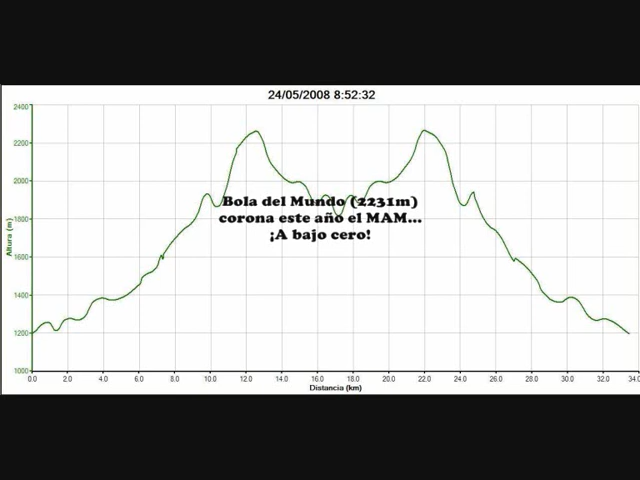 24/05/2008 8:52:32
2400
2200
2000
1800
1600
1400
1200
1000
Altura (m)
Bola del Mundo (2231m)
corona este año el MAM...
¡A bajo cero!
0.0 2.0 4.0 6.0 8.0 10.0 12.0 14.0 16.0 18.0 20.0 22.0 24.0 26.0 28.0 30.0 32.0 34.0
Distancia (km)